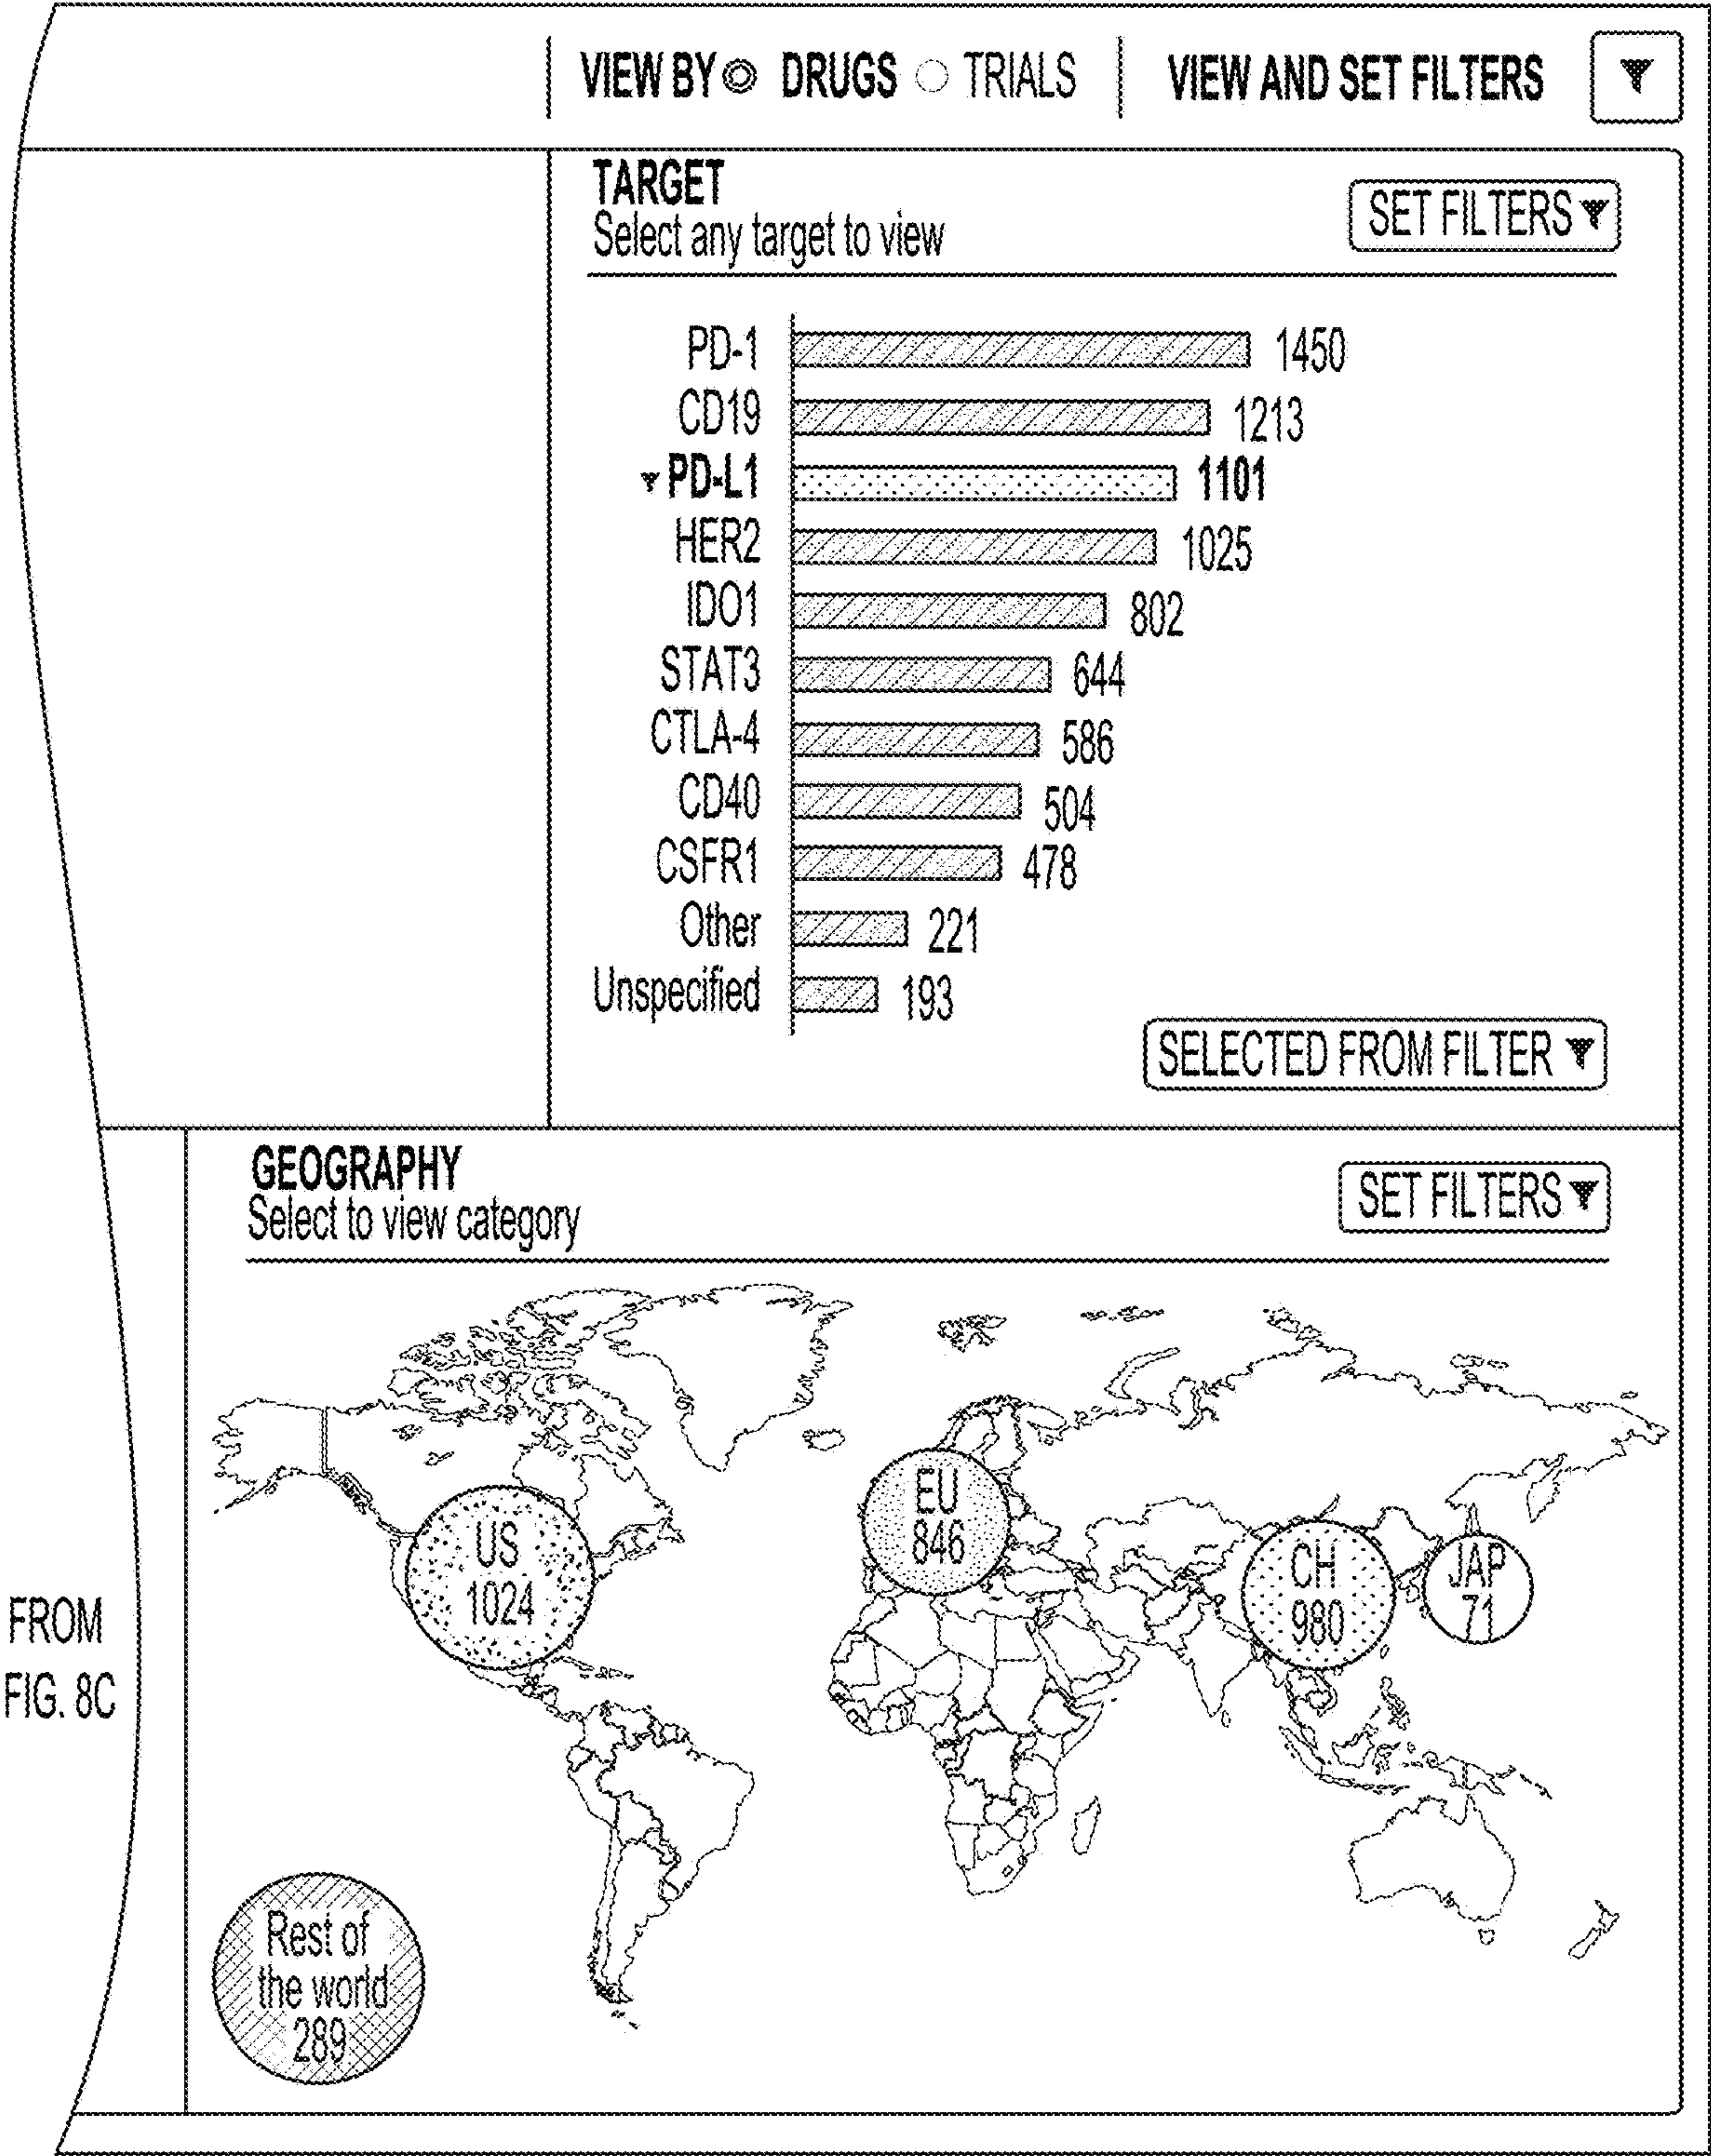 VIEW BY DRUGS TRIALS VIEW AND SET FILTERS
TARGET
Select any target to view
SET FILTERS
PD-1 1450
CD19 1213
PD-L1 1101
HER2 1025
IDO1 802
STAT3 644
CTLA-4 586
CD40 504
CSFR1 478
Other 221
Unspecified 193
SELECTED FROM FILTER
GEOGRAPHY
Select to view category
SET FILTERS
US
1024
EU
846
CH
980
JAP
71
FROM
FIG. 8C
Rest of
the world
289